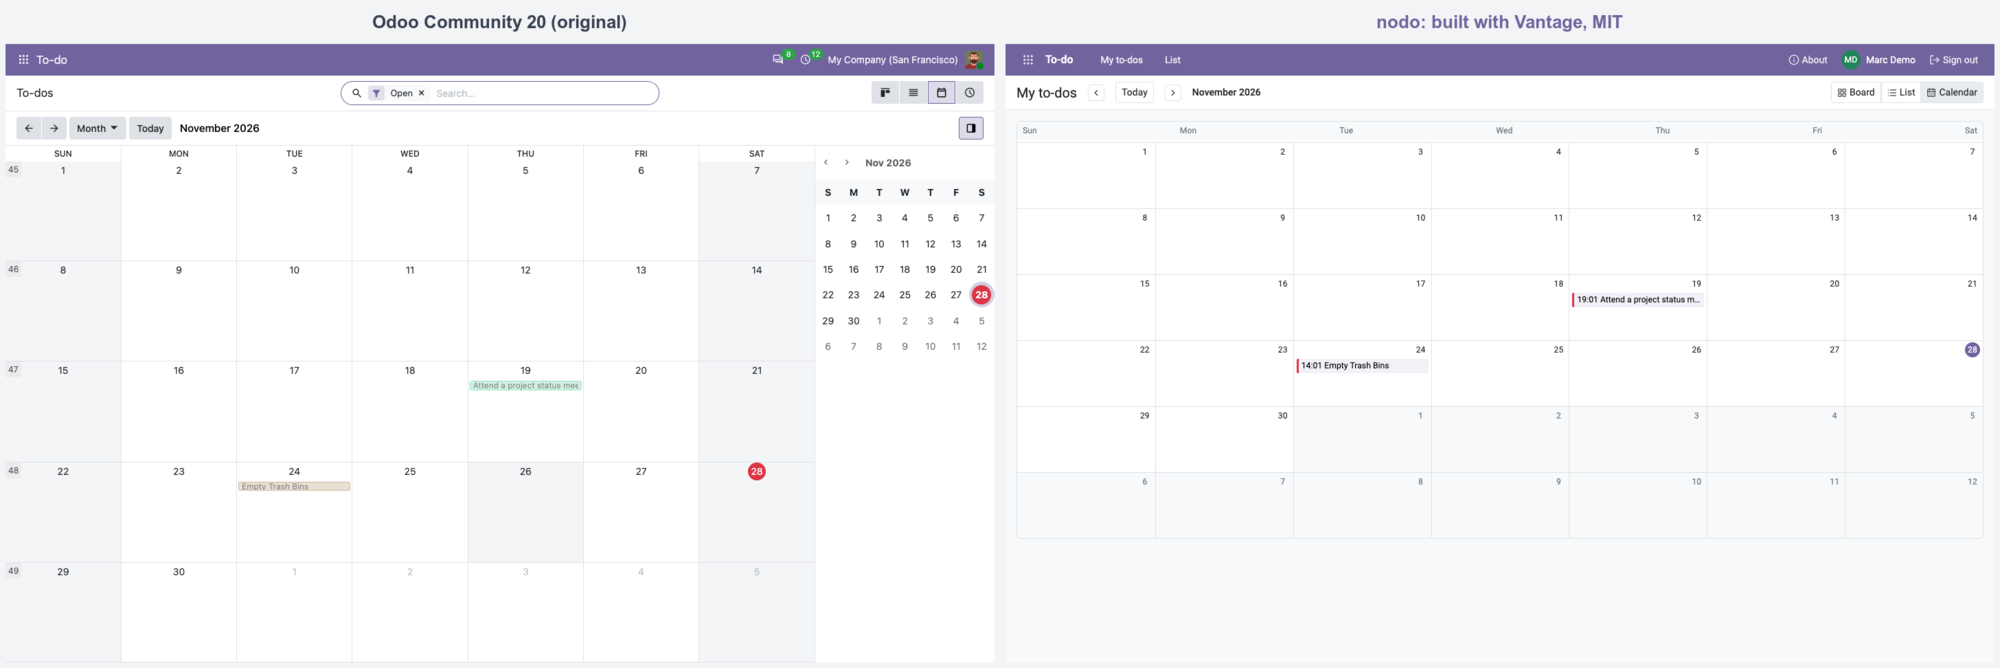 Odoo Community 20 (original)
To-do
8
12
My Company (San Francisco)
To-dos
Open ×
Search...
Month
Today
November 2026
SUN MON TUE WED THU FRI SAT
45 1 2 3 4 5 6 7
46 8 9 10 11 12 13 14
47 15 16 17 18 19 20 21
Attend a project status mee
48 22 23 24 25 26 27 28
Empty Trash Bins
49 29 30 1 2 3 4 5
Nov 2026
S M T W T F S
1 2 3 4 5 6 7
8 9 10 11 12 13 14
15 16 17 18 19 20 21
22 23 24 25 26 27 28
29 30 1 2 3 4 5
6 7 8 9 10 11 12
nodo: built with Vantage, MIT
To-do My to-dos List
About MD Marc Demo Sign out
My to-dos
Today
November 2026
Board List Calendar
Sun Mon Tue Wed Thu Fri Sat
1 2 3 4 5 6 7
8 9 10 11 12 13 14
15 16 17 18 19 20 21
19:01 Attend a project status m...
22 23 24 25 26 27 28
14:01 Empty Trash Bins
29 30 1 2 3 4 5
6 7 8 9 10 11 12